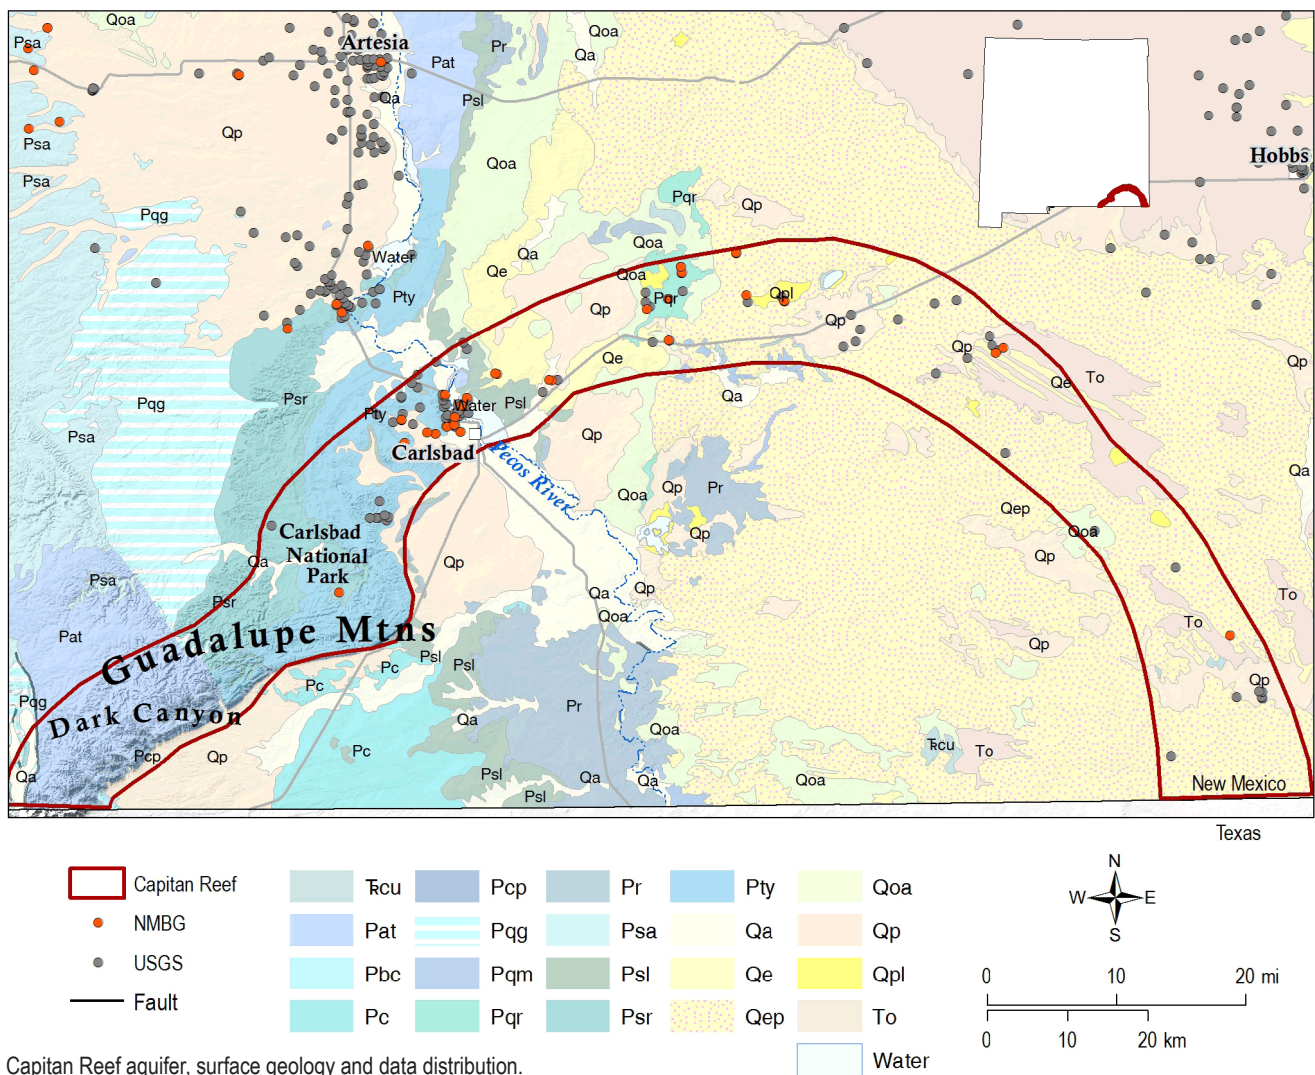 Qoa
Psa
Artesia
Pr
Qoa
Qa
Pat
Qa
Psl
Psa
Qp
Psa
Hobbs
Qoa
Pqg
Pqr
Qp
Qoa
Qa
Water
Qe
Qoa
Pty
Pqr
Qpl
Qp
Qp
Qp
Qe
Qp
Qe
To
Pqg
Psr
Pty
Water
Psl
Qa
Psa
Carlsbad
Qp
Pecos River
Qa
Qoa
Qp
Pr
Qep
Qp
Qoa
Carlsbad
National
Park
Qa
Qp
Qp
Psa
Psr
Qa
Qp
Qoa
To
Pat
Guadalupe Mtns
To
Qp
Psl
Psl
Pc
Pc
Qp
Pqg
Dark Canyon
Qa
Pr
Qoa
Pcp
Qp
Pc
Ŧcu
To
Qa
Psl
Qa
Qa
Qoa
Psl
New Mexico
Texas
Capitan Reef
NMBG
USGS
Fault
Ŧcu
Pcp
Pr
Pty
Qoa
Pat
Pqg
Psa
Qa
Qp
Pbc
Pqm
Psl
Qe
Qpl
Pc
Pqr
Psr
Qep
To
Water
N
W E
S
0 10 20 mi
0 10 20 km
Capitan Reef aquifer, surface geology and data distribution.